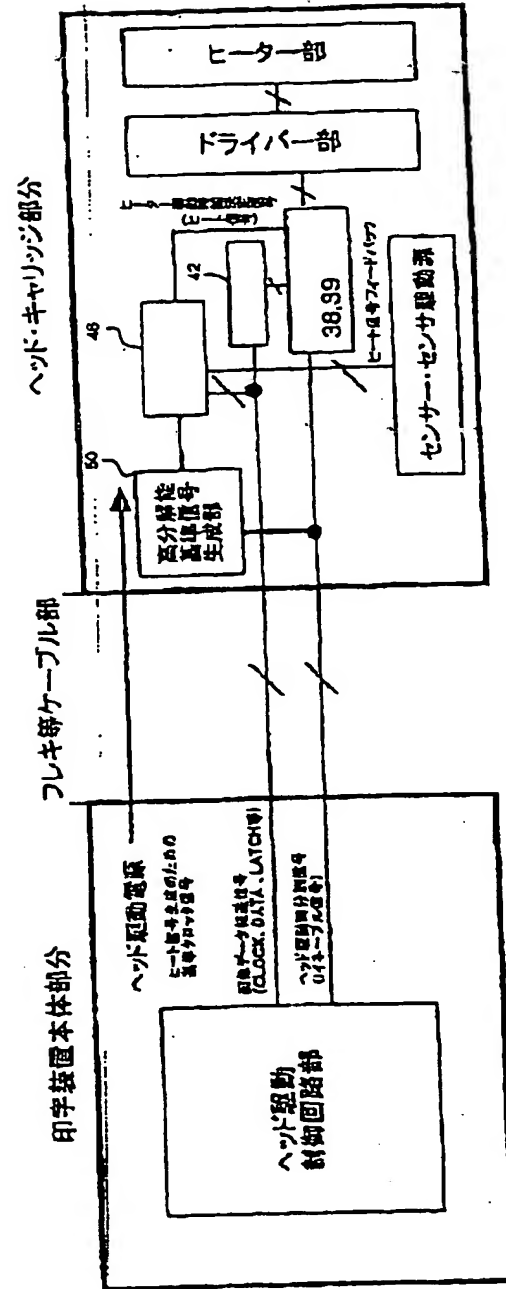 印字装置本体部分
フレキ等ケーブル部
ヘッド・キャリッジ部分
ヘッド駆動
制御回路部
ヘッド駆動電源
ヒート信号生成のための
基準クロック信号
画像データ転送信号
(CLOCK、DATA、LATCH等)
ヘッド駆動時分割信号
(イネーブル信号)
50
高分解能
基準信号
生成部
46
42
(ヒート信号)
38,39
ヒート信号フィードバック
ドライバー部
ヒーター部
センサー・センサ駆動源